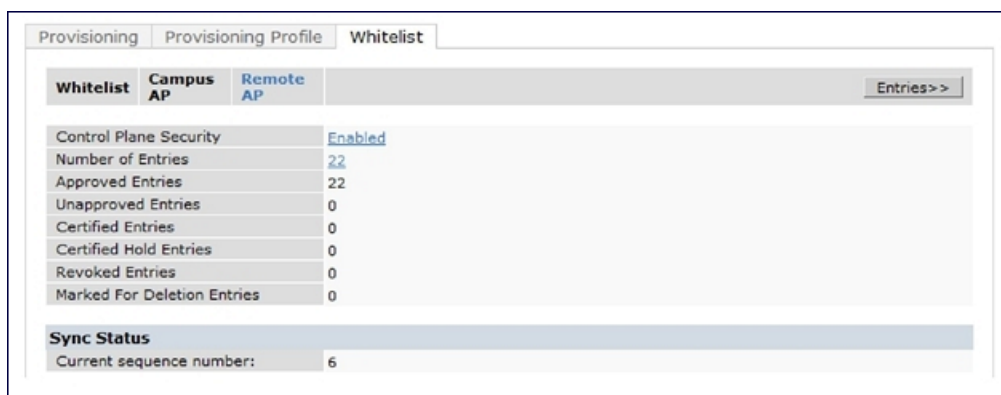 Provisioning Provisioning Profile Whitelist
Whitelist Campus AP Remote AP Entries>>
Control Plane Security Enabled
Number of Entries 22
Approved Entries 22
Unapproved Entries 0
Certified Entries 0
Certified Hold Entries 0
Revoked Entries 0
Marked For Deletion Entries 0
Sync Status
Current sequence number: 6